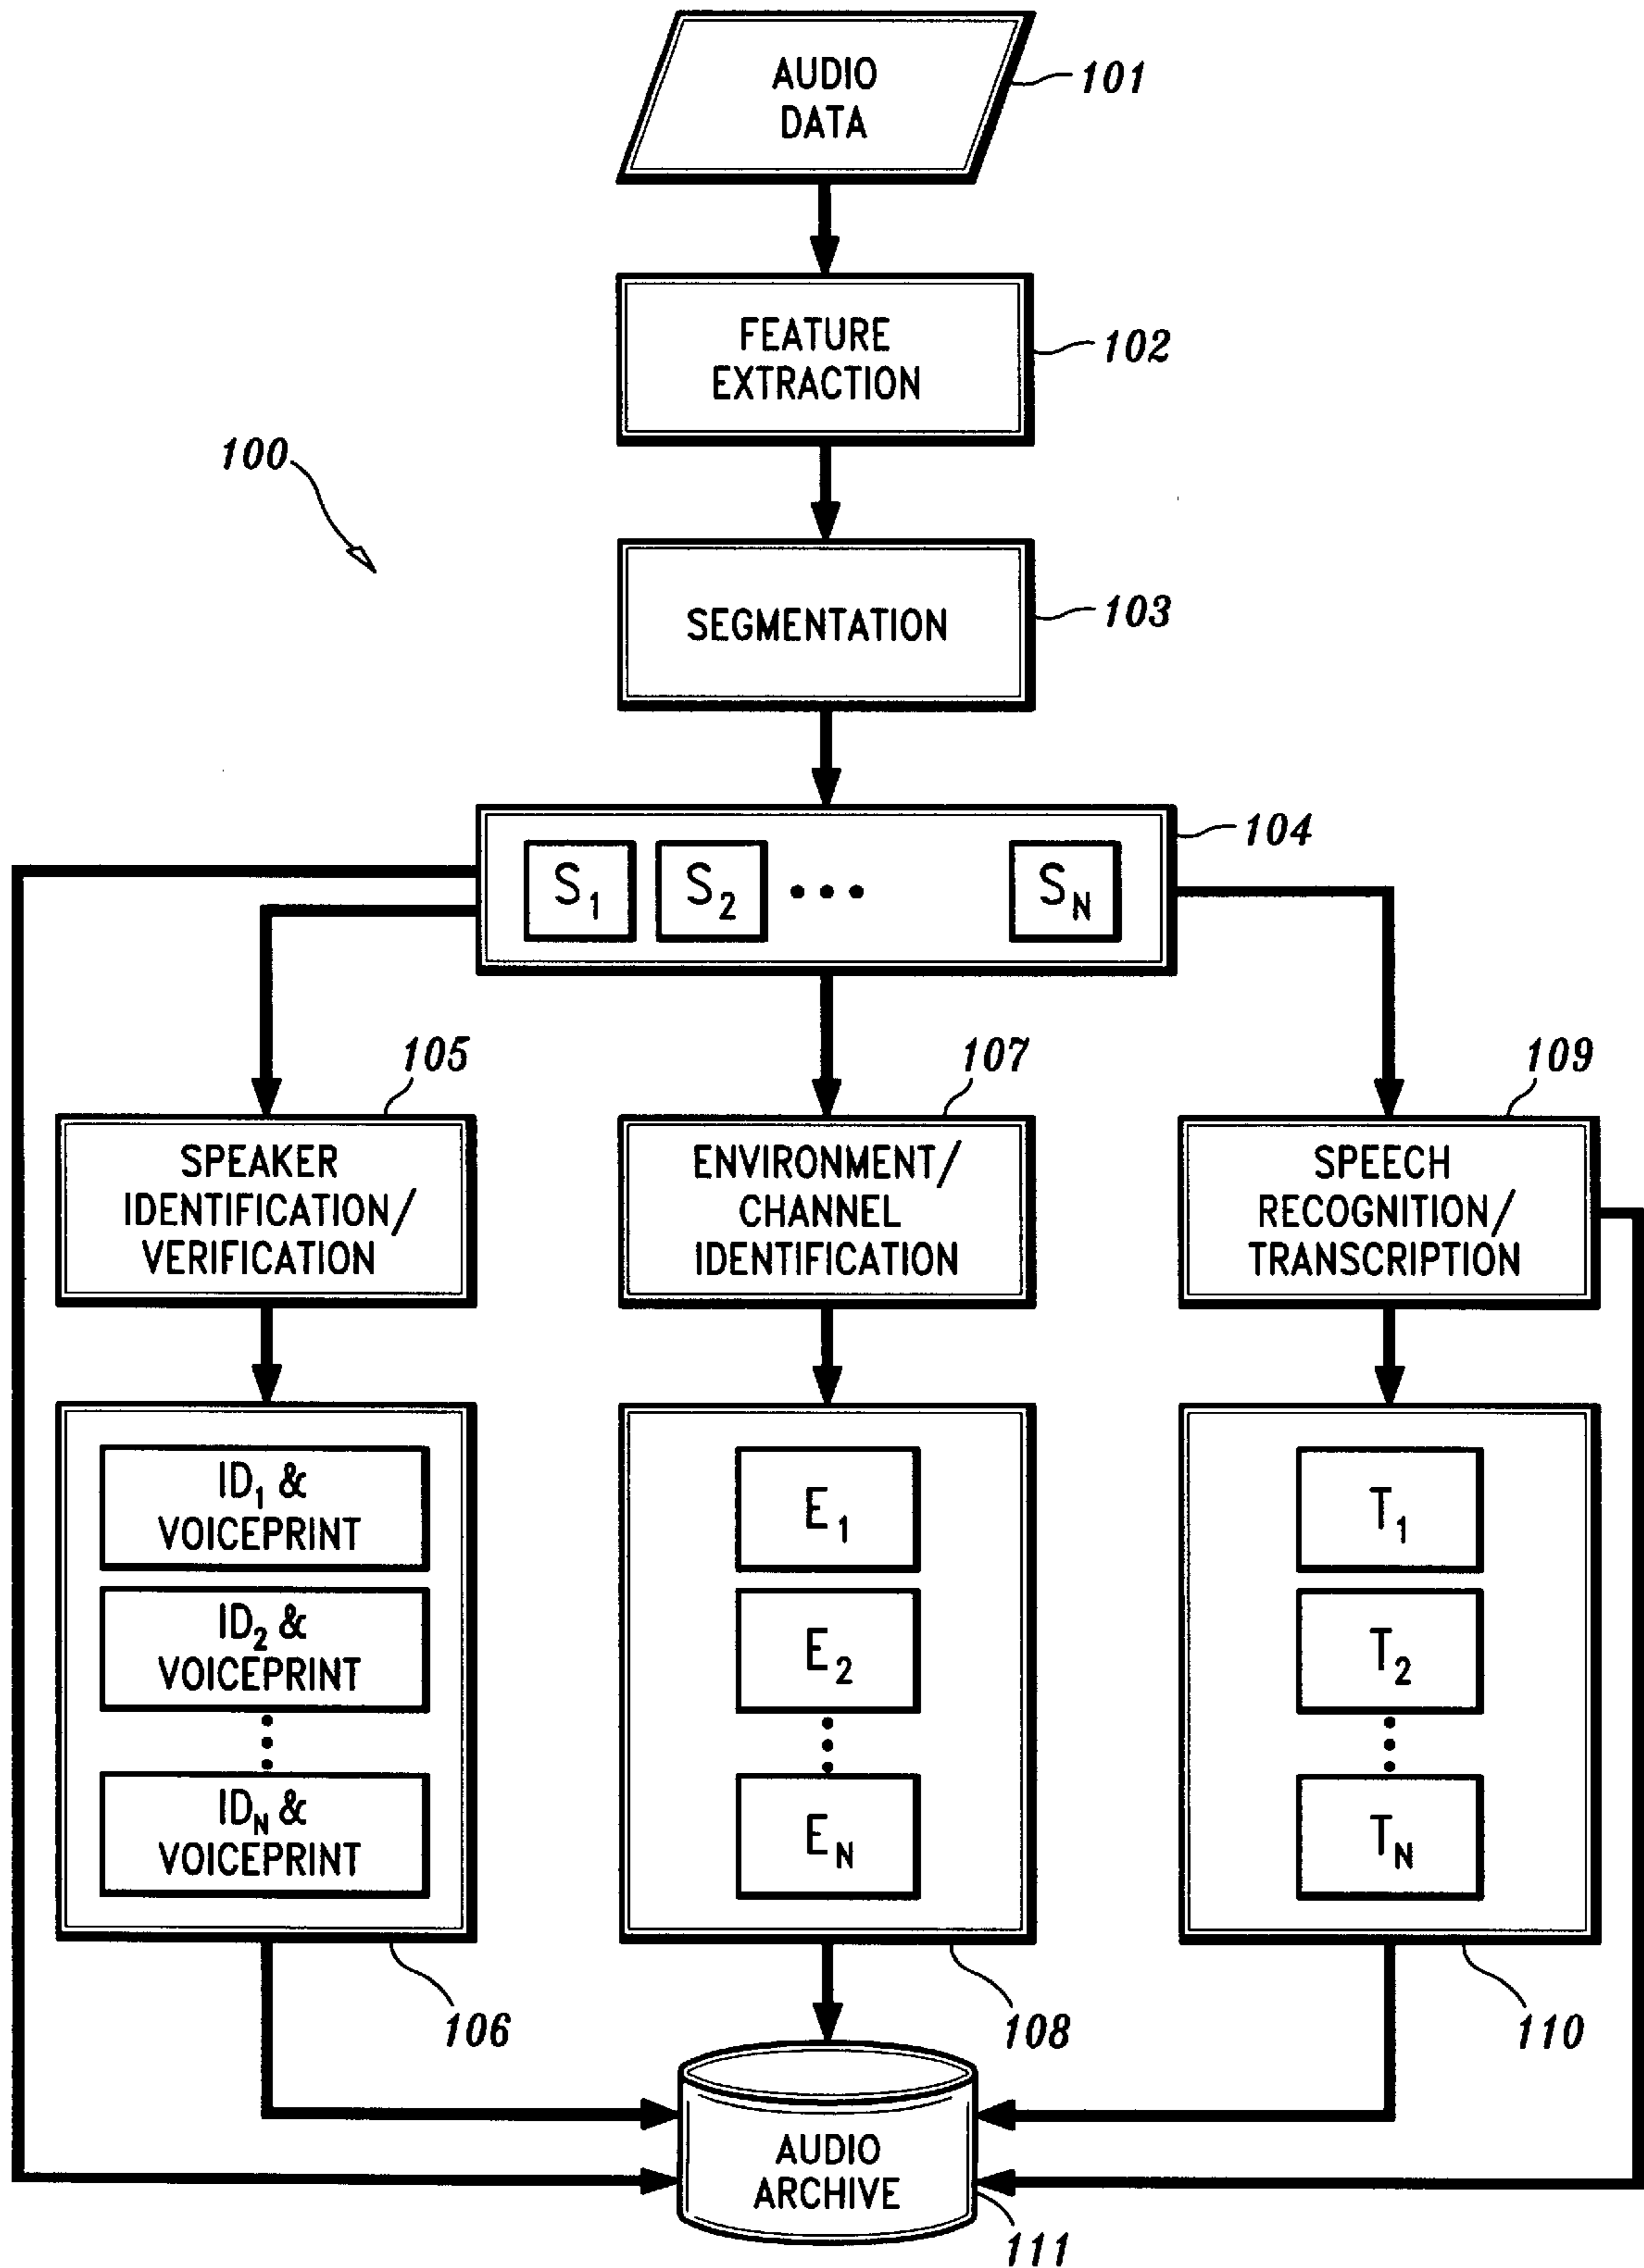 AUDIO
DATA
101
FEATURE
EXTRACTION
102
100
SEGMENTATION
103
104
S1 S2 ••• SN
105
107
109
SPEAKER
IDENTIFICATION/
VERIFICATION
ENVIRONMENT/
CHANNEL
IDENTIFICATION
SPEECH
RECOGNITION/
TRANSCRIPTION
ID1 &
VOICEPRINT
ID2 &
VOICEPRINT
IDN &
VOICEPRINT
E1
E2
EN
T1
T2
TN
106
108
110
AUDIO
ARCHIVE
111